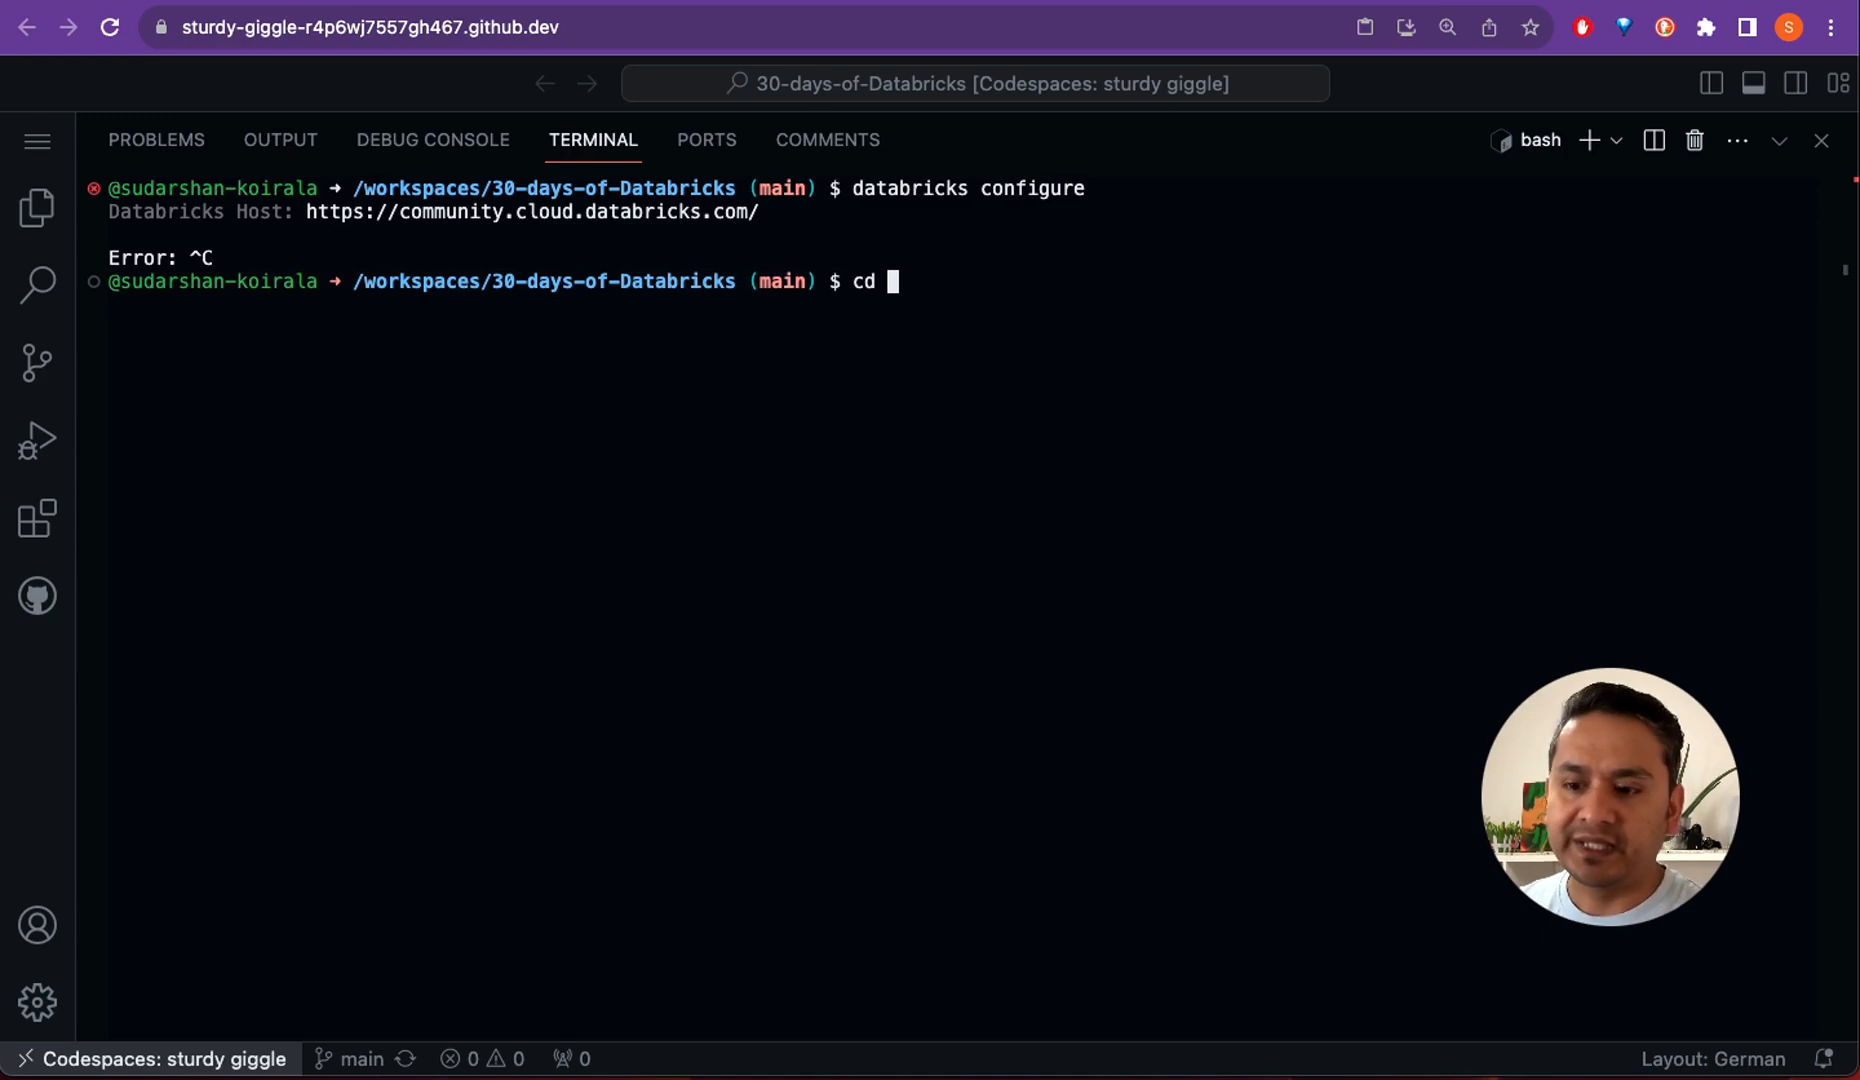 sturdy-giggle-r4p6wj7557gh467.github.dev
S
30-days-of-Databricks [Codespaces: sturdy giggle]
PROBLEMS OUTPUT DEBUG CONSOLE TERMINAL PORTS COMMENTS bash
@sudarshan-koirala ➜ /workspaces/30-days-of-Databricks (main) $ databricks configure
Databricks Host: https://community.cloud.databricks.com/
Error: ^C
@sudarshan-koirala ➜ /workspaces/30-days-of-Databricks (main) $ cd
Codespaces: sturdy giggle main 0 0 0 Layout: German